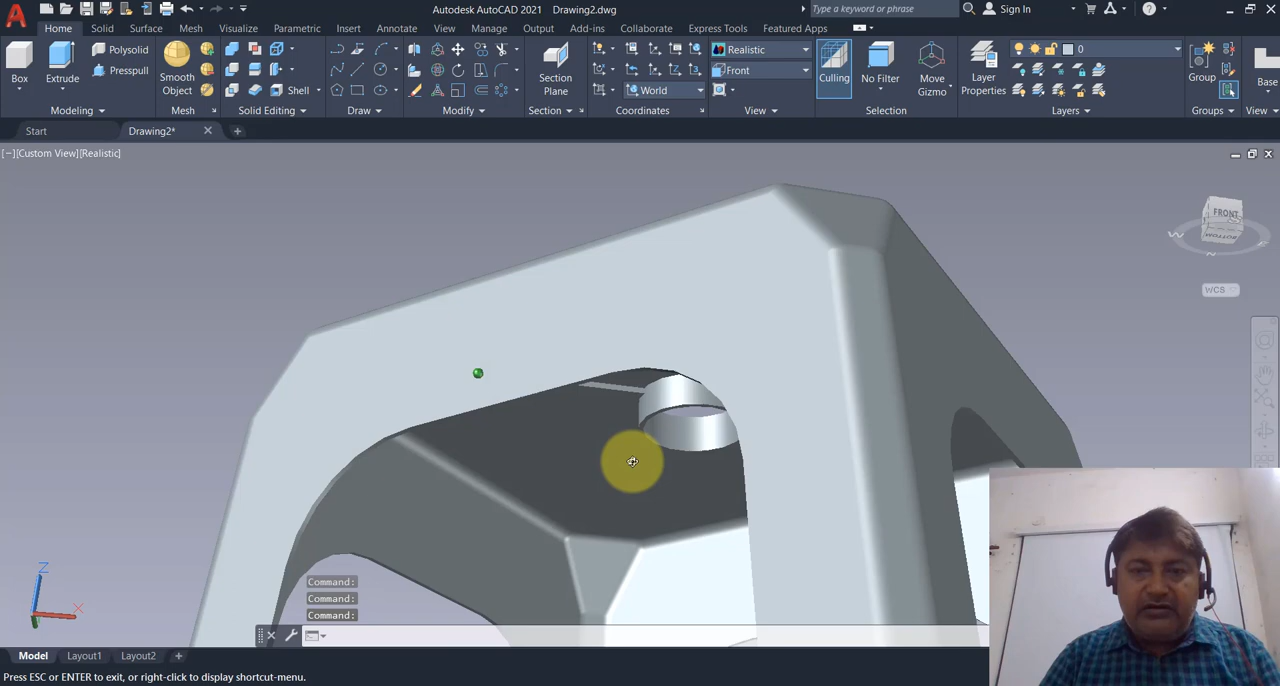 Autodesk AutoCAD 2021 Drawing2.dwg
Type a keyword or phrase
Sign In
Home Solid Surface Mesh Visualize Parametric Insert Annotate View Manage Output Add-ins Collaborate Express Tools Featured Apps
Box
Extrude
Polysolid
Presspull
Modeling
Smooth
Object
Mesh
Shell
Solid Editing
Draw
Modify
Section
Plane
Section
World
Coordinates
Realistic
Front
View
Culling
No Filter
Move
Gizmo
Selection
Layer
Properties
0
Layers
Group
Groups
Base
View
Start
Drawing2*
[−][Custom View][Realistic]
FRONT
BOTTOM
WCS
Z
X
Command:
Command:
Command:
Model Layout1 Layout2
Press ESC or ENTER to exit, or right-click to display shortcut-menu.